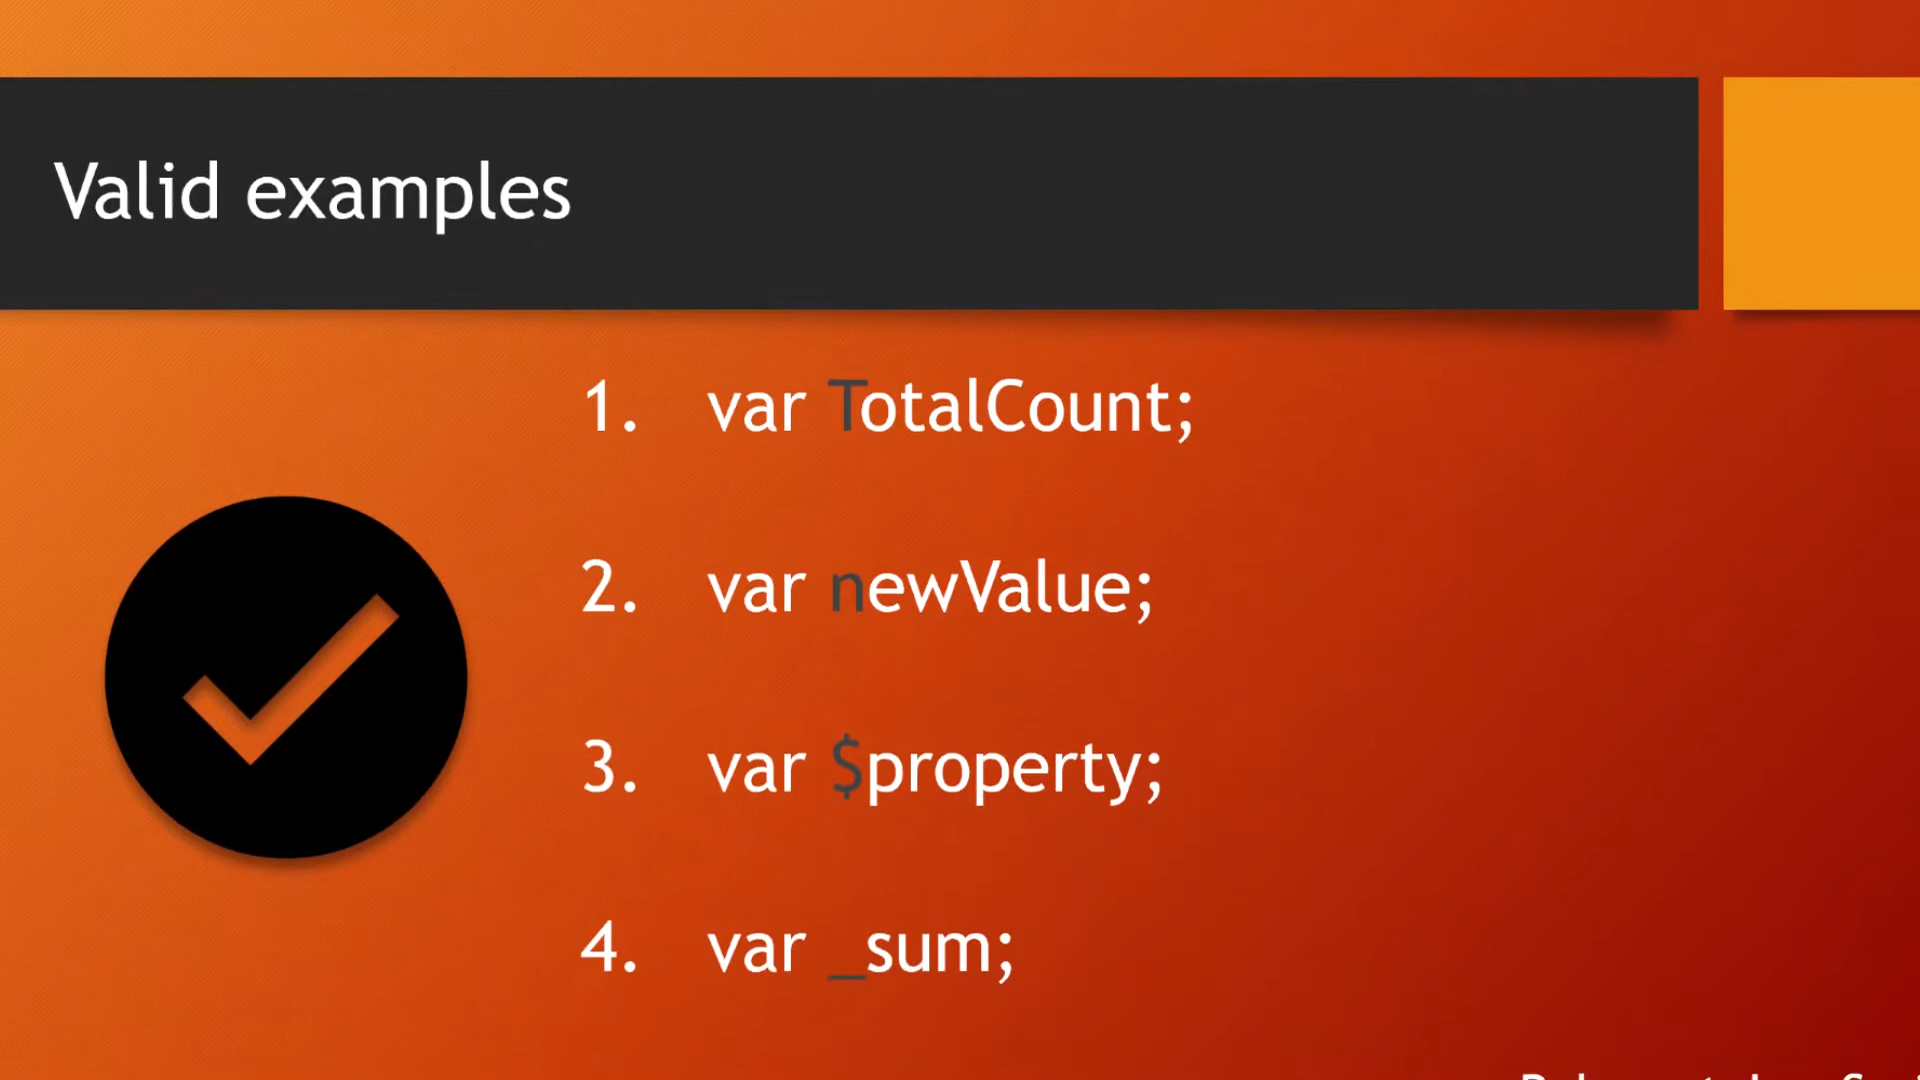 Valid examples
1. var TotalCount;
2. var newValue;
3. var $property;
4. var _sum;